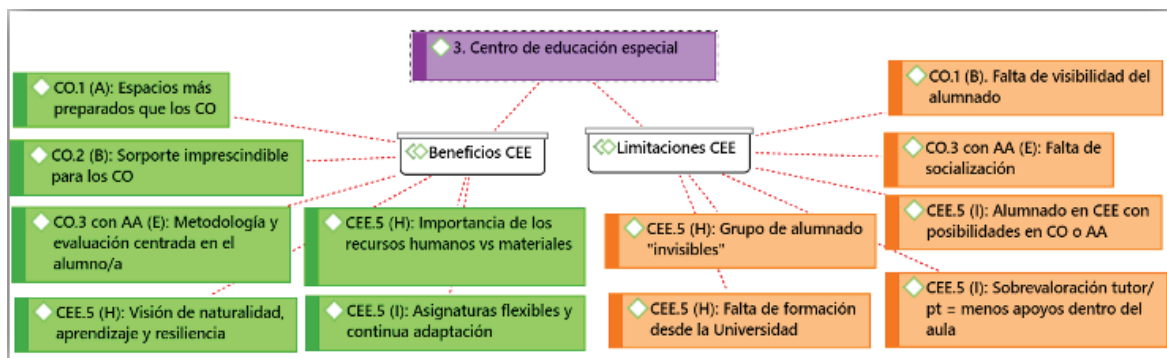 3. Centro de educación especial
Beneficios CEE
Limitaciones CEE
CO.1 (A): Espacios más
preparados que los CO
CO.2 (B): Sorporte imprescindible
para los CO
CO.3 con AA (E): Metodología y
evaluación centrada en el
alumno/a
CEE.5 (H): Visión de naturalidad,
aprendizaje y resiliencia
CEE.5 (H): Importancia de los
recursos humanos vs materiales
CEE.5 (I): Asignaturas flexibles y
continua adaptación
CEE.5 (H): Grupo de alumnado
"invisibles"
CEE.5 (H): Falta de formación
desde la Universidad
CO.1 (B). Falta de visibilidad del
alumnado
CO.3 con AA (E): Falta de
socialización
CEE.5 (I): Alumnado en CEE con
posibilidades en CO o AA
CEE.5 (I): Sobrevaloración tutor/
pt = menos apoyos dentro del
aula